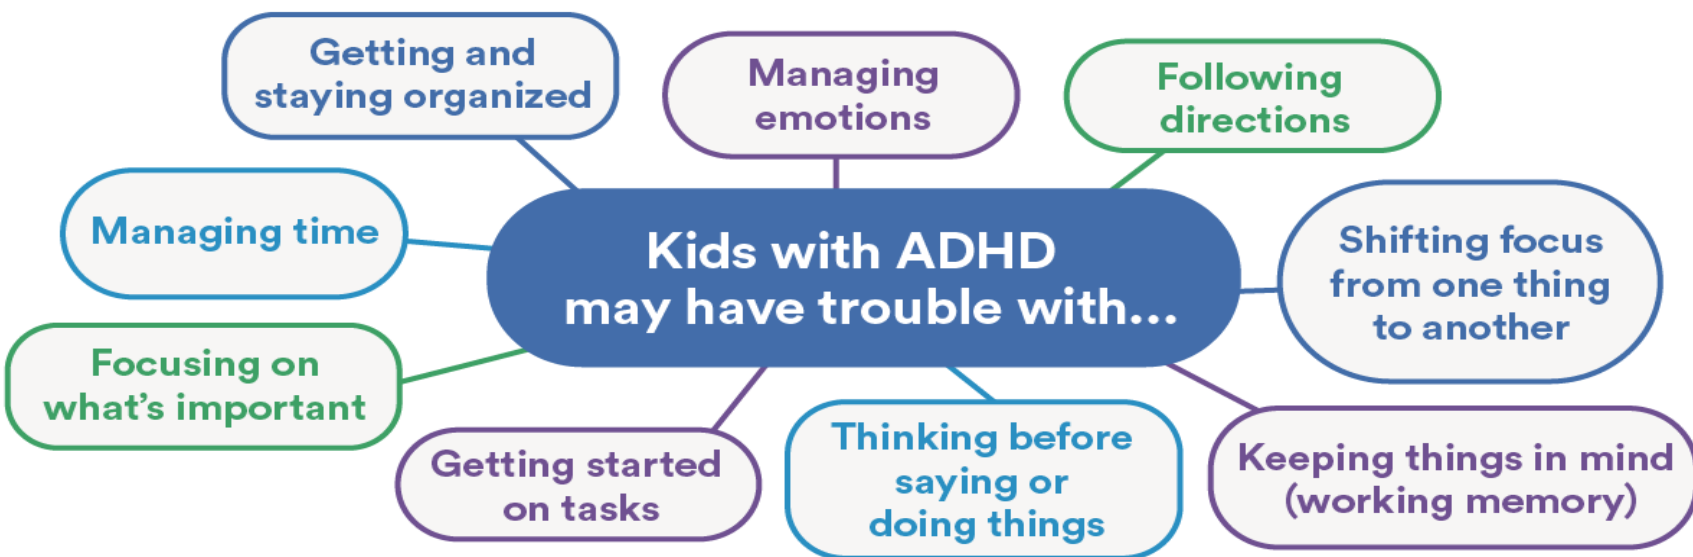 Getting and
staying organized
Managing
emotions
Following
directions
Managing time
Kids with ADHD
may have trouble with...
Shifting focus
from one thing
to another
Focusing on
what's important
Getting started
on tasks
Thinking before
saying or
doing things
Keeping things in mind
(working memory)